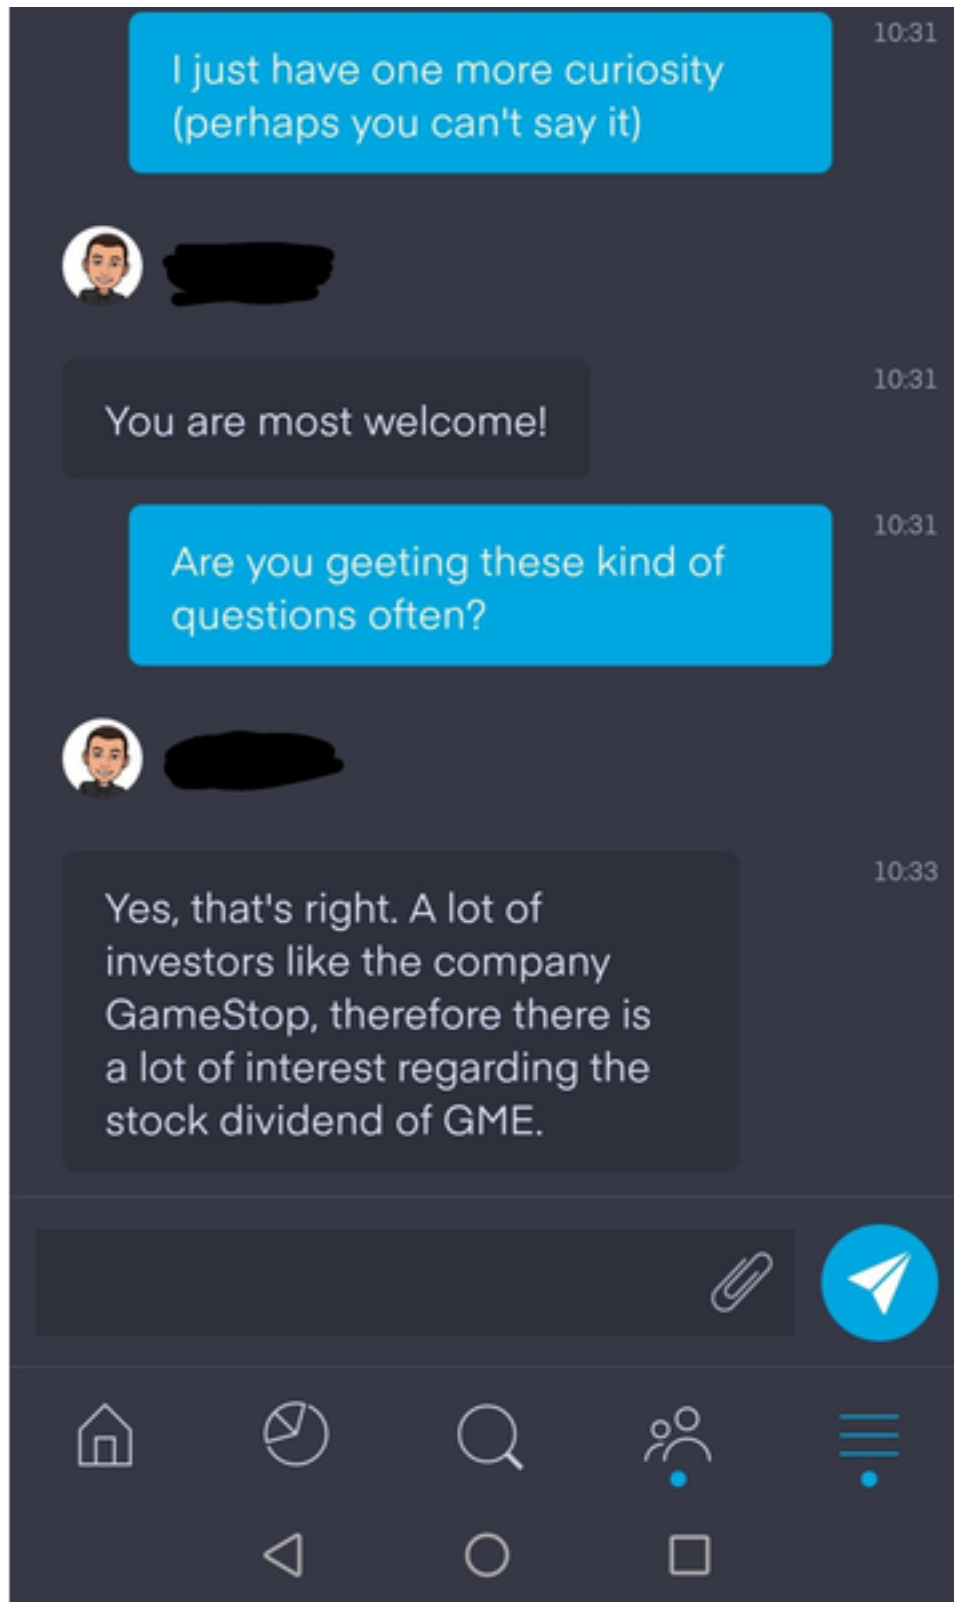 10:31
I just have one more curiosity
(perhaps you can't say it)
10:31
You are most welcome!
10:31
Are you geeting these kind of
questions often?
10:33
Yes, that's right. A lot of
investors like the company
GameStop, therefore there is
a lot of interest regarding the
stock dividend of GME.